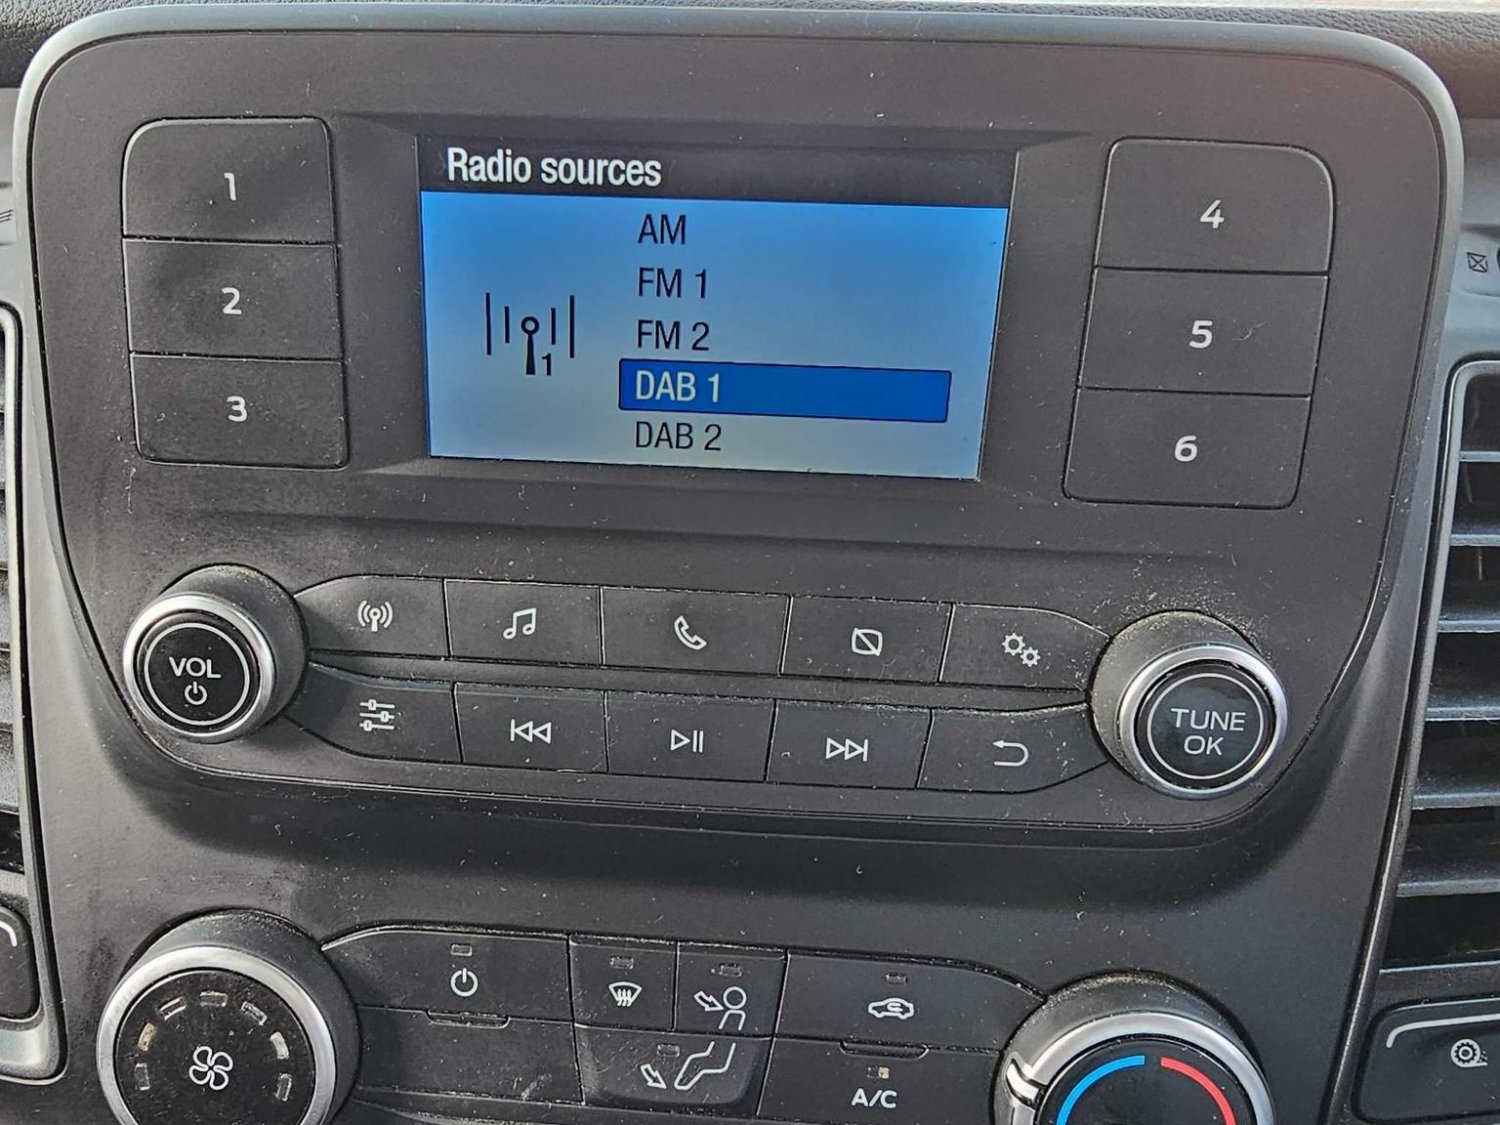 Radio sources
AM
FM 1
FM 2
DAB 1
DAB 2
1
1
2
3
4
5
6
VOL
TUNE
OK
A/C